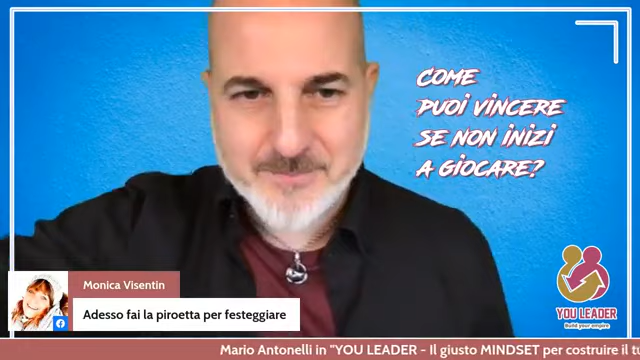 COME
PUOI VINCERE
SE NON INIZI
A GIOCARE?
YOU LEADER
Build your empire
Monica Visentin
Adesso fai la piroetta per festeggiare
Mario Antonelli in "YOU LEADER - Il giusto MINDSET per costruire il tu